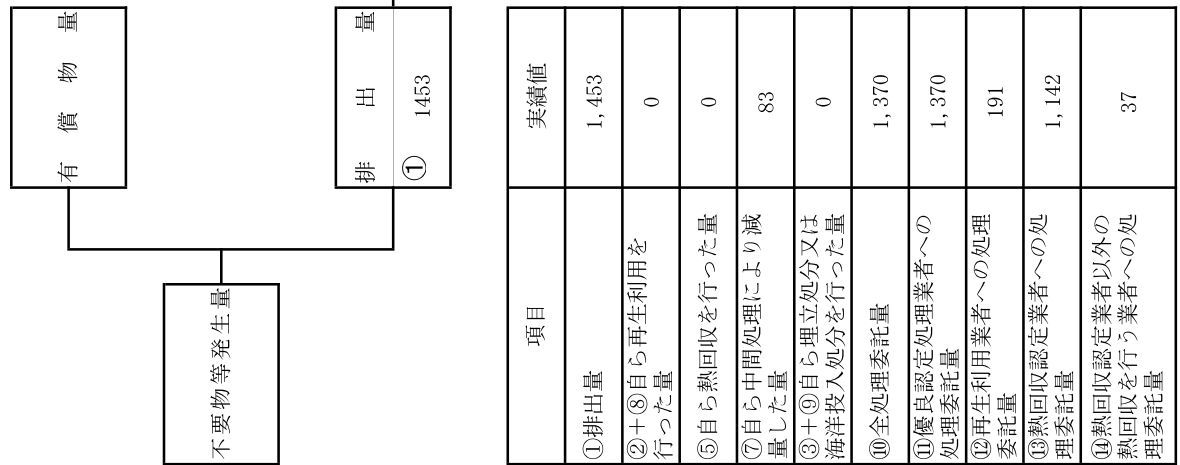 有償物量
排出量
① 1453
不要物等発生量
項目 実績値
①排出量 1,453
②+⑧自ら再生利用を
行った量 0
⑤自ら熱回収を行った量 0
⑦自ら中間処理により減
量した量 83
③+⑨自ら埋立処分又は
海洋投入処分を行った量 0
⑩全処理委託量 1,370
⑪優良認定処理業者への
処理委託量 1,370
⑫再生利用業者への処理
委託量 191
⑬熱回収認定業者への処
理委託量 1,142
⑭熱回収認定業者以外の
熱回収を行う業者への処
理委託量 37